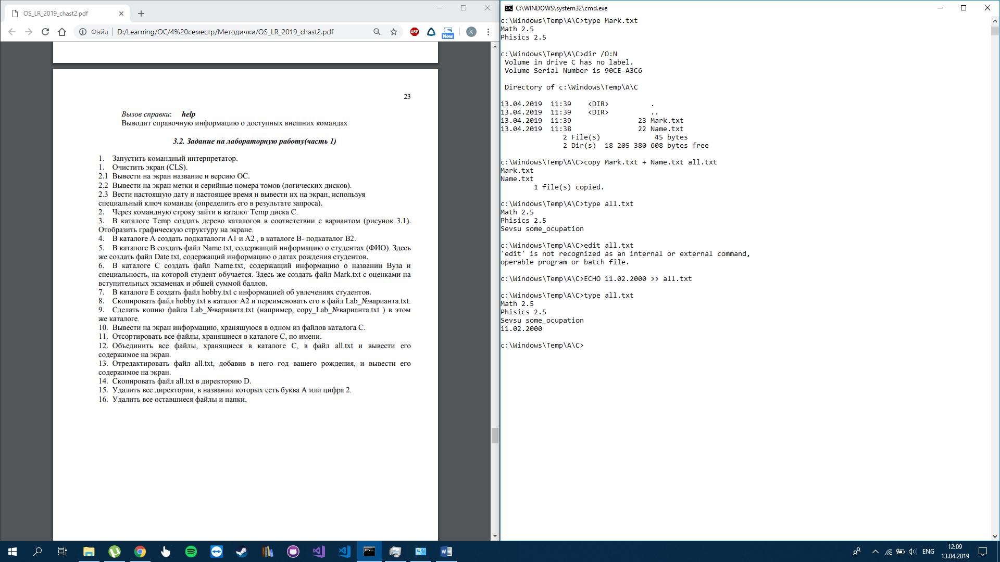 OS_LR_2019_chast2.pdf
Файл
D:/Learning/ОС/4%20семестр/Методички/OS_LR_2019_chast2.pdf
ABP
New
K
23
Вызов справки: help
Выводит справочную информацию о доступных внешних командах
3.2. Задание на лабораторную работу(часть 1)
1. Запустить командный интерпретатор.
1. Очистить экран (CLS).
2.1 Вывести на экран название и версию ОС.
2.2 Вывести на экран метки и серийные номера томов (логических дисков).
2.3 Вести настоящую дату и настоящее время и вывести их на экран, используя
специальный ключ команды (определить его в результате запроса).
2. Через командную строку зайти в каталог Temp диска C.
3. В каталоге Temp создать дерево каталогов в соответствии с вариантом (рисунок 3.1).
Отобразить графическую структуру на экране.
4. В каталоге А создать подкаталоги А1 и А2 , в каталоге В- подкаталог В2.
5. В каталоге В создать файл Name.txt, содержащий информацию о студентах (ФИО). Здесь
же создать файл Date.txt, содержащий информацию о датах рождения студентов.
6. В каталоге С создать файл Name.txt, содержащий информацию о названии Вуза и
специальность, на которой студент обучается. Здесь же создать файл Mark.txt с оценками на
вступительных экзаменах и общей суммой баллов.
7. В каталоге Е создать файл hobby.txt с информацией об увлечениях студентов.
8. Скопировать файл hobby.txt в каталог А2 и переименовать его в файл Lab_№варианта.txt.
9. Сделать копию файла Lab_№варианта.txt (например, copy_Lab_№варианта.txt ) в этом
же каталоге.
10. Вывести на экран информацию, хранящуюся в одном из файлов каталога С.
11. Отсортировать все файлы, хранящиеся в каталоге С, по имени.
12. Объединить все файлы, хранящиеся в каталоге С, в файл all.txt и вывести его
содержимое на экран.
13. Отредактировать файл all.txt, добавив в него год вашего рождения, и вывести его
содержимое на экран.
14. Скопировать файл all.txt в директорию D.
15. Удалить все директории, в названии которых есть буква А или цифра 2.
16. Удалить все оставшиеся файлы и папки.
C:\WINDOWS\system32\cmd.exe
c:\Windows\Temp\A\C>type Mark.txt
Math 2.5
Phisics 2.5
c:\Windows\Temp\A\C>dir /O:N
Volume in drive C has no label.
Volume Serial Number is 90CE-A3C6
Directory of c:\Windows\Temp\A\C
13.04.2019  11:39    <DIR>          .
13.04.2019  11:39    <DIR>          ..
13.04.2019  11:39                23 Mark.txt
13.04.2019  11:38                22 Name.txt
2 File(s)             45 bytes
2 Dir(s)  18 205 380 608 bytes free
c:\Windows\Temp\A\C>copy Mark.txt + Name.txt all.txt
Mark.txt
Name.txt
1 file(s) copied.
c:\Windows\Temp\A\C>type all.txt
Math 2.5
Phisics 2.5
Sevsu some_ocupation
c:\Windows\Temp\A\C>edit all.txt
'edit' is not recognized as an internal or external command,
operable program or batch file.
c:\Windows\Temp\A\C>ECHO 11.02.2000 >> all.txt
c:\Windows\Temp\A\C>type all.txt
Math 2.5
Phisics 2.5
Sevsu some_ocupation
11.02.2000
c:\Windows\Temp\A\C>
ENG
12:09
13.04.2019